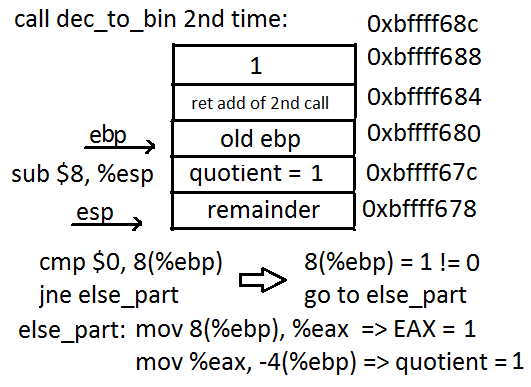 call dec_to_bin 2nd time:
0xbffff68c
1
0xbffff688
ret add of 2nd call
0xbffff684
ebp
old ebp
0xbffff680
sub $8, %esp
quotient = 1
0xbffff67c
esp
remainder
0xbffff678
cmp $0, 8(%ebp)
8(%ebp) = 1 != 0
jne else_part
go to else_part
else_part: mov 8(%ebp), %eax => EAX = 1
mov %eax, -4(%ebp) => quotient = 1